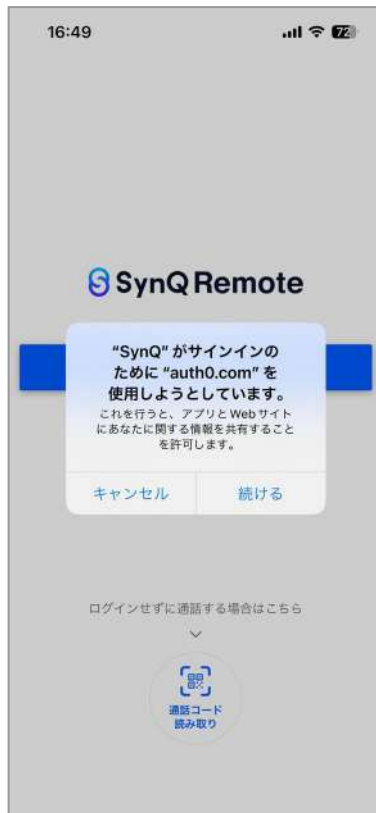 16:49
72
SynQ Remote
“SynQ” がサインインの
ために “auth0.com” を
使用しようとしています。
これを行うと、アプリとWebサイト
にあなたに関する情報を共有すること
を許可します。
キャンセル
続ける
ログインせずに通話する場合はこちら
通話コード
読み取り